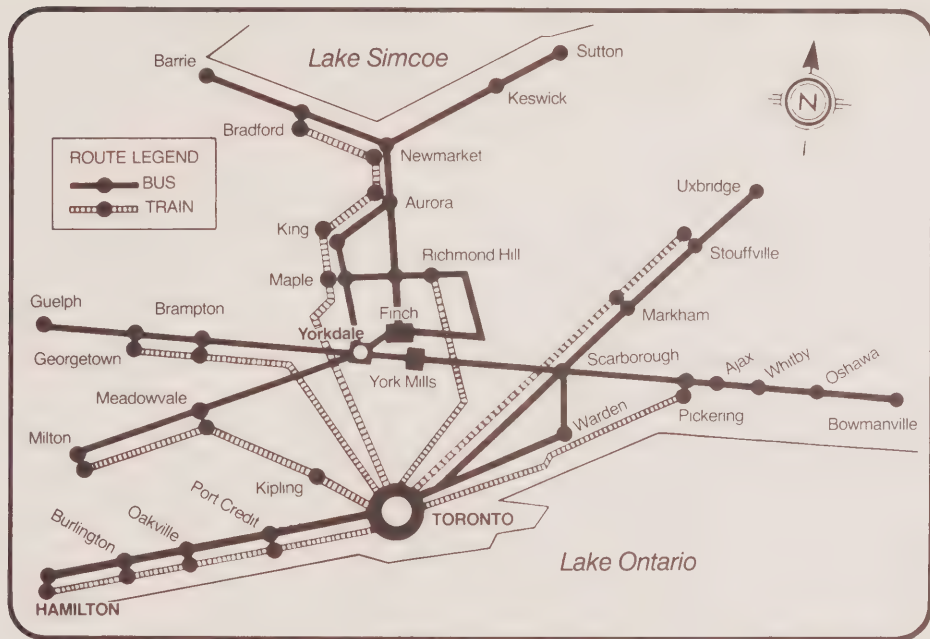 Lake Simcoe
Barrie
Sutton
Keswick
N
Bradford
Newmarket
ROUTE LEGEND
BUS
TRAIN
Uxbridge
Aurora
King
Stouffville
Richmond Hill
Maple
Guelph
Brampton
Finch
Markham
Yorkdale
Georgetown
Scarborough
Ajax
Whitby
Oshawa
York Mills
Meadowvale
Warden
Pickering
Bowmanville
Milton
Kipling
Port Credit
TORONTO
Oakville
Burlington
Lake Ontario
HAMILTON